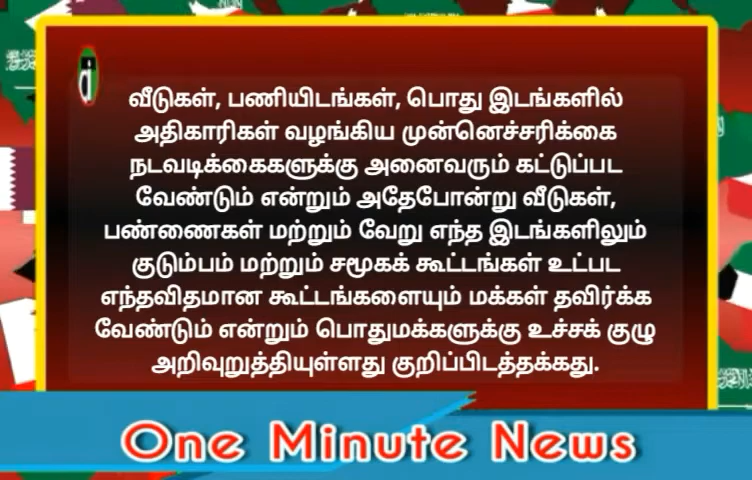 வீடுகள், பணியிடங்கள், பொது இடங்களில்
அதிகாரிகள் வழங்கிய முன்னெச்சரிக்கை
நடவடிக்கைகளுக்கு அனைவரும் கட்டுப்பட
வேண்டும் என்றும் அதேபோன்று வீடுகள்,
பண்ணைகள் மற்றும் வேறு எந்த இடங்களிலும்
குடும்பம் மற்றும் சமூகக் கூட்டங்கள் உட்பட
எந்தவிதமான கூட்டங்களையும் மக்கள் தவிர்க்க
வேண்டும் என்றும் பொதுமக்களுக்கு உச்சக் குழு
அறிவுறுத்தியுள்ளது குறிப்பிடத்தக்கது.
One Minute News